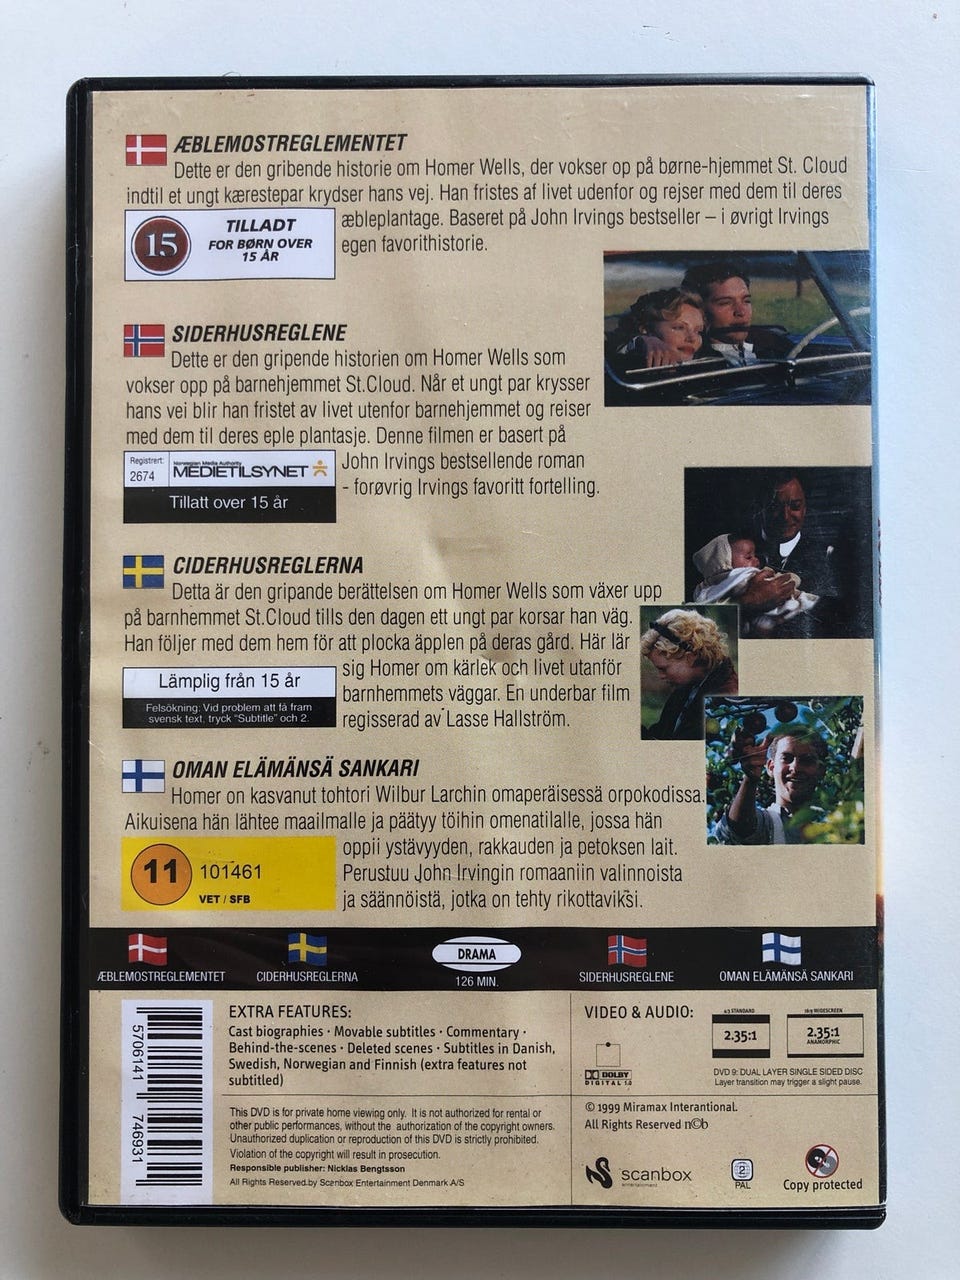 ÆBLEMOSTREGLEMENTET
Dette er den gribende historie om Homer Wells, der vokser op på børne-hjemmet St. Cloud
indtil et ungt kærestepar krydser hans vej. Han fristes af livet udenfor og rejser med dem til deres
æbleplantage. Baseret på John Irvings bestseller – i øvrigt Irvings
egen favorithistorie.
15
TILLADT
FOR BØRN OVER
15 ÅR
SIDERHUSREGLENE
Dette er den gripende historien om Homer Wells som
vokser opp på barnehjemmet St.Cloud. Når et ungt par krysser
hans vei blir han fristet av livet utenfor barnehjemmet og reiser
med dem til deres eple plantasje. Denne filmen er basert på
John Irvings bestsellende roman
- forøvrig Irvings favoritt fortelling.
Registrert:
2674
Norwegian Media Authority
MEDIETILSYNET
Tillatt over 15 år
CIDERHUSREGLERNA
Detta är den gripande berättelsen om Homer Wells som växer upp
på barnhemmet St.Cloud tills den dagen ett ungt par korsar han väg.
Han följer med dem hem för att plocka äpplen på deras gård. Här lär
sig Homer om kärlek och livet utanför
barnhemmets väggar. En underbar film
regisserad av Lasse Hallström.
Lämplig från 15 år
Felsökning: Vid problem att få fram
svensk text, tryck "Subtitle" och 2.
OMAN ELÄMÄNSÄ SANKARI
Homer on kasvanut tohtori Wilbur Larchin omaperäisessä orpokodissa.
Aikuisena hän lähtee maailmalle ja päätyy töihin omenatilalle, jossa hän
oppii ystävyyden, rakkauden ja petoksen lait.
Perustuu John Irvingin romaaniin valinnoista
ja säännöistä, jotka on tehty rikottaviksi.
11
101461
VET / SFB
ÆBLEMOSTREGLEMENTET
CIDERHUSREGLERNA
DRAMA
126 MIN.
SIDERHUSREGLENE
OMAN ELÄMÄNSÄ SANKARI
5706141 746931
EXTRA FEATURES:
Cast biographies · Movable subtitles · Commentary ·
Behind-the-scenes · Deleted scenes · Subtitles in Danish,
Swedish, Norwegian and Finnish (extra features not
subtitled)
This DVD is for private home viewing only. It is not authorized for rental or
other public performances, without the authorization of the copyright owners.
Unauthorized duplication or reproduction of this DVD is strictly prohibited.
Violation of the copyright will result in prosecution.
Responsible publisher: Nicklas Bengtsson
All Rights Reserved.by Scanbox Entertainment Denmark A/S
VIDEO & AUDIO:
DOLBY
DIGITAL 1.0
4:3 STANDARD
2.35:1
16:9 WIDESCREEN
2.35:1
ANAMORPHIC
DVD 9: DUAL LAYER SINGLE SIDED DISC
Layer transition may trigger a slight pause.
© 1999 Miramax Interantional.
All Rights Reserved n©b
scanbox
entertainment
2
PAL
Copy protected